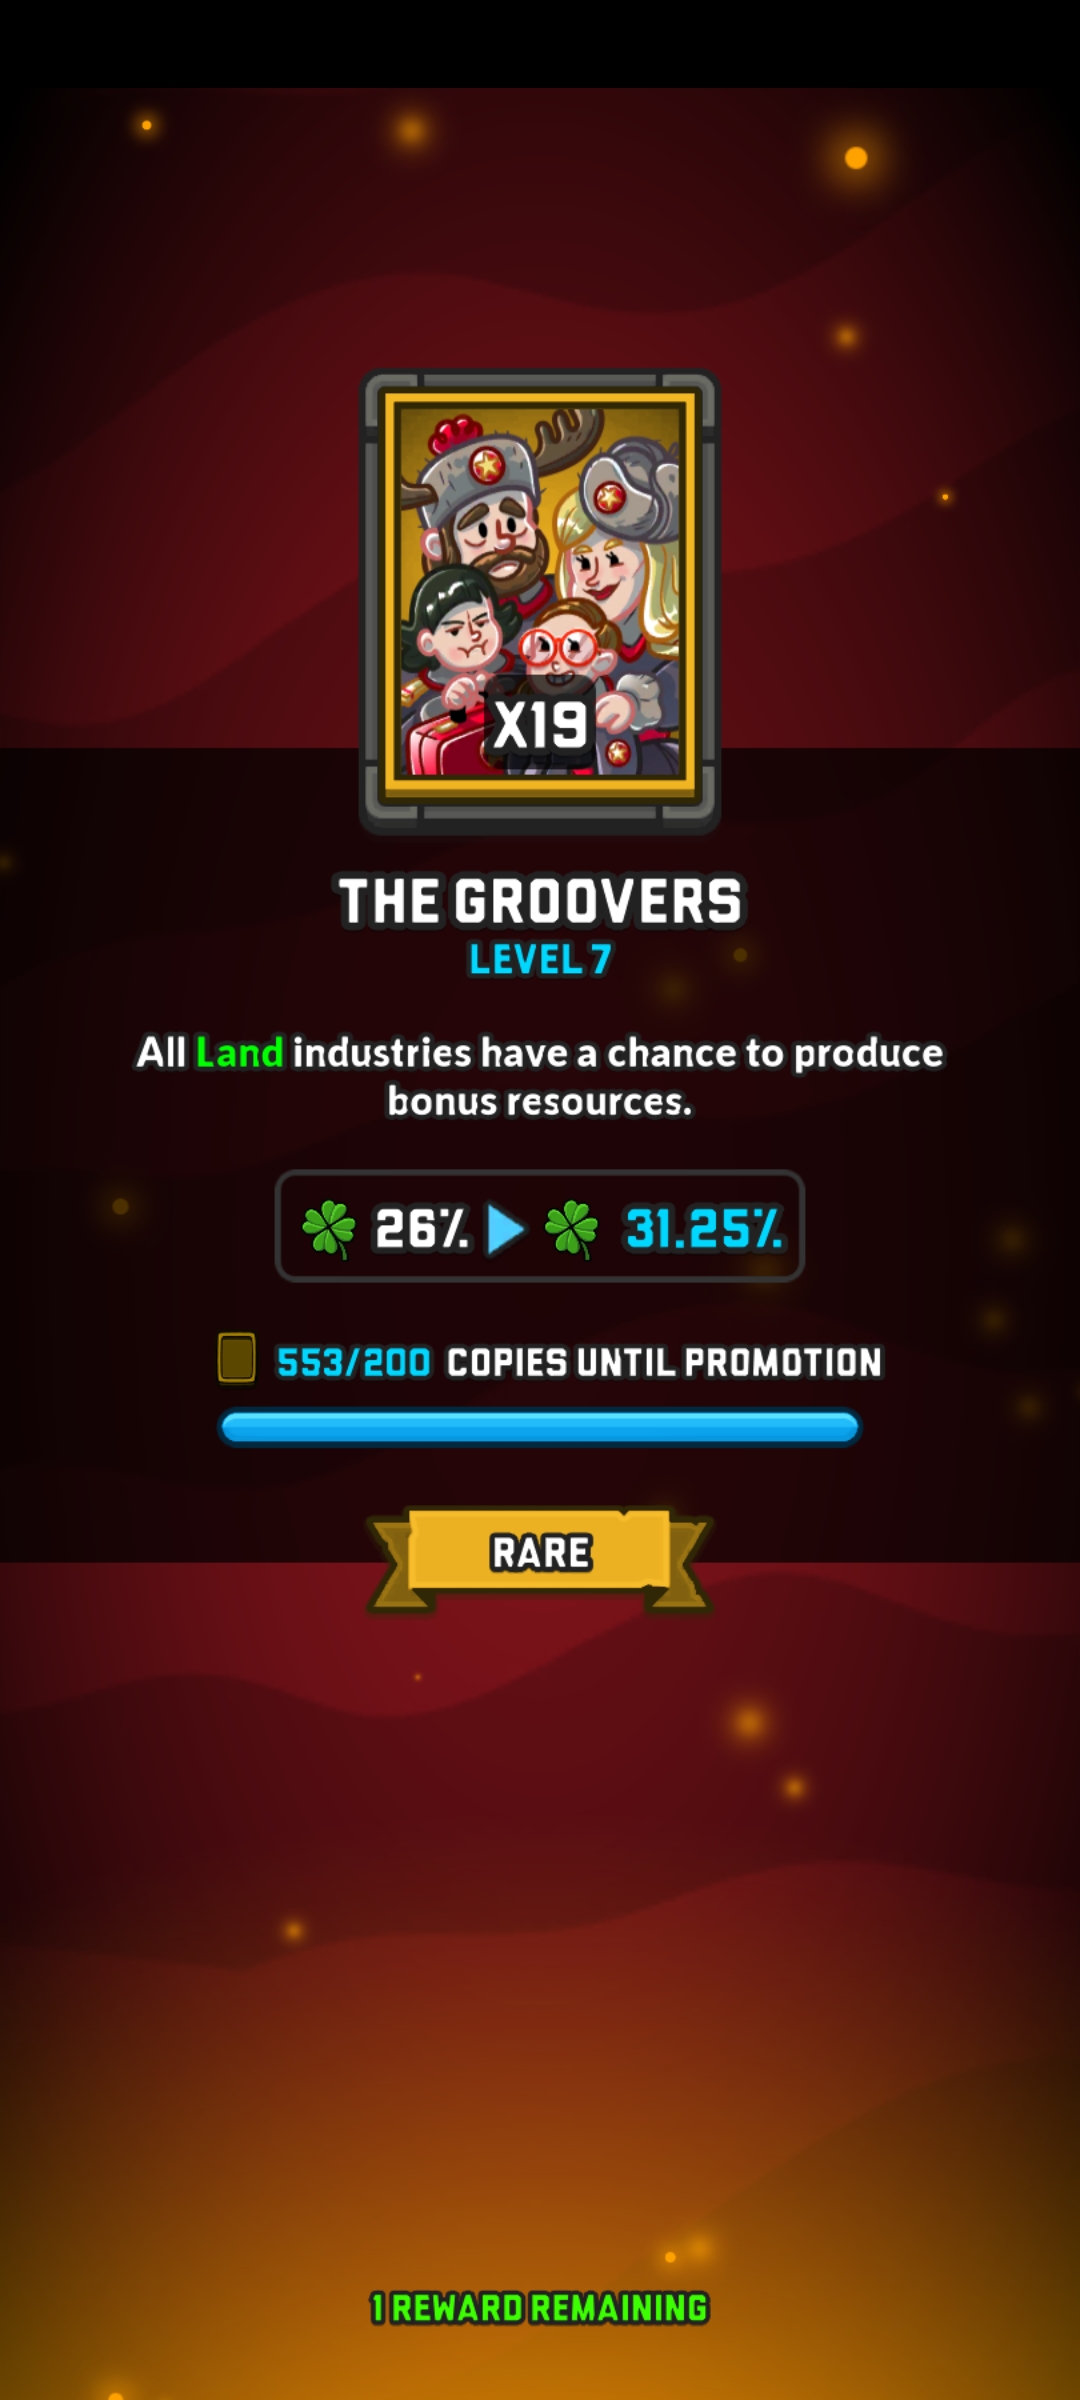 X19
THE GROOVERS
LEVEL 7
All Land industries have a chance to produce
bonus resources.
26% 31.25%
553/200 COPIES UNTIL PROMOTION
RARE
1 REWARD REMAINING